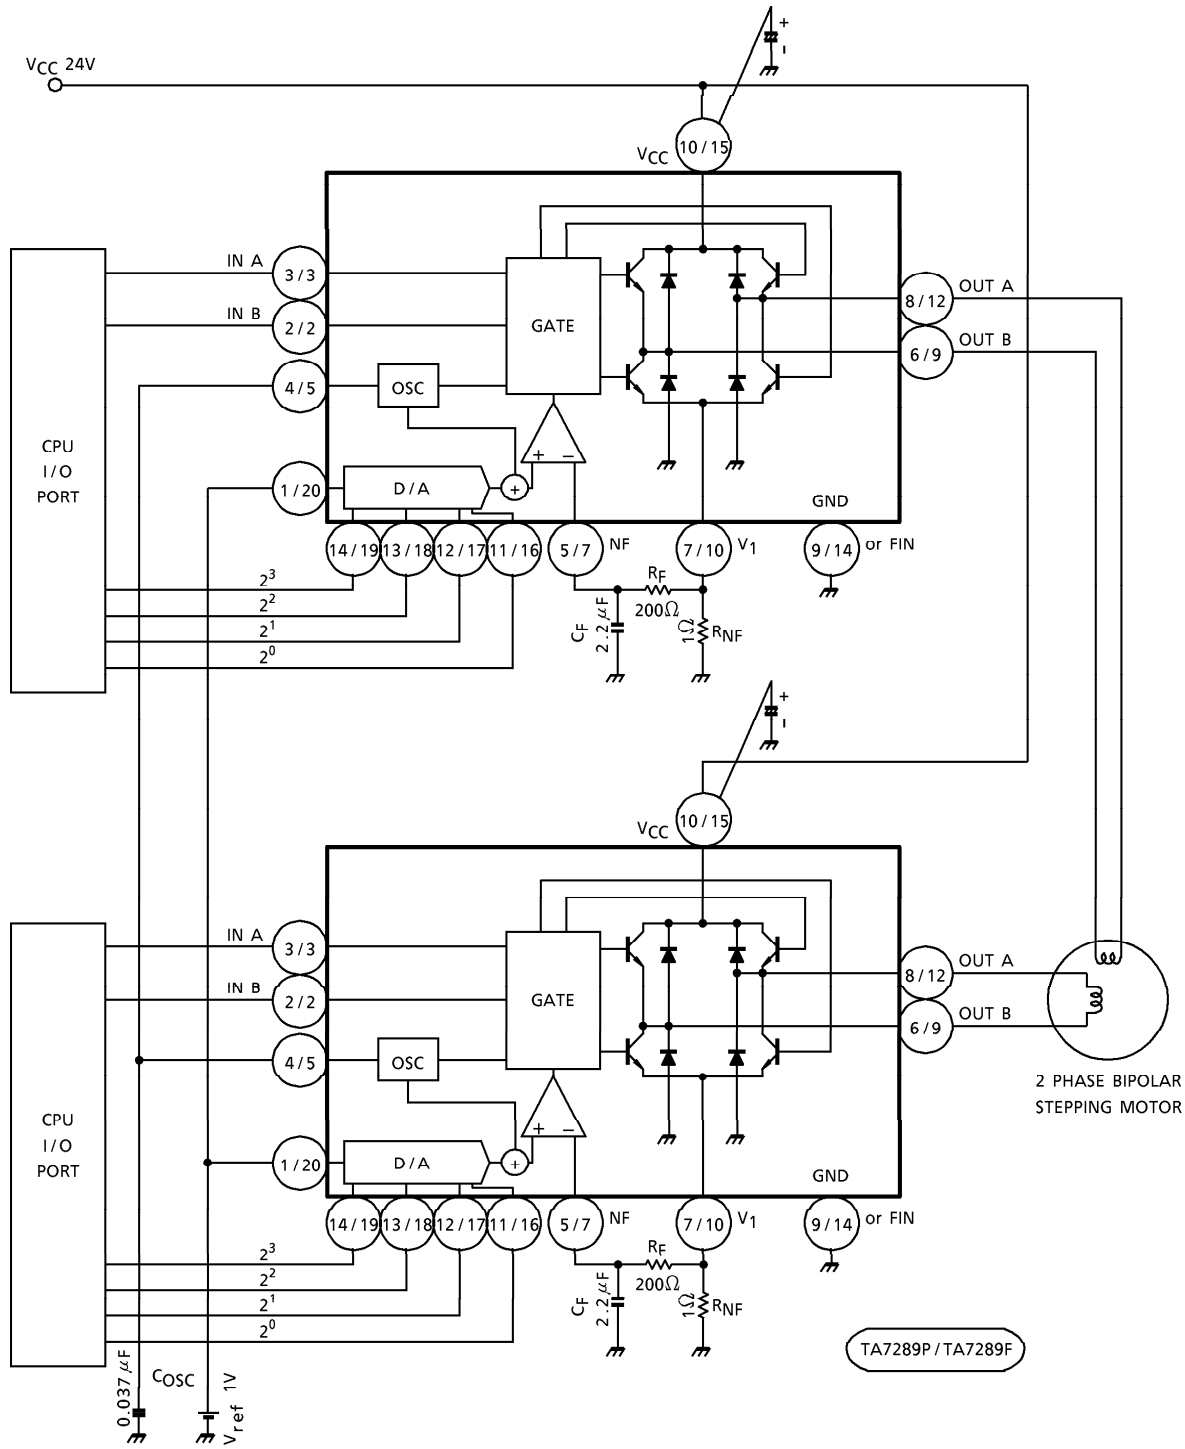 VCC 24V
+
-
10/15
VCC
IN A
3/3
IN B
2/2
GATE
8/12
OUT A
6/9
OUT B
4/5
OSC
CPU
I/O
PORT
+ −
1/20
D/A
+
GND
14/19
13/18
12/17
11/16
5/7
NF
7/10
V1
9/14
or FIN
2³
2²
2¹
2⁰
RF
200Ω
CF
2.2μF
1Ω
RNF
+
-
10/15
VCC
IN A
3/3
IN B
2/2
GATE
8/12
OUT A
6/9
OUT B
4/5
OSC
2 PHASE BIPOLAR
STEPPING MOTOR
CPU
I/O
PORT
+ −
1/20
D/A
+
GND
14/19
13/18
12/17
11/16
5/7
NF
7/10
V1
9/14
or FIN
2³
2²
2¹
2⁰
RF
200Ω
CF
2.2μF
1Ω
RNF
TA7289P/TA7289F
0.037μF
COSC
Vref 1V